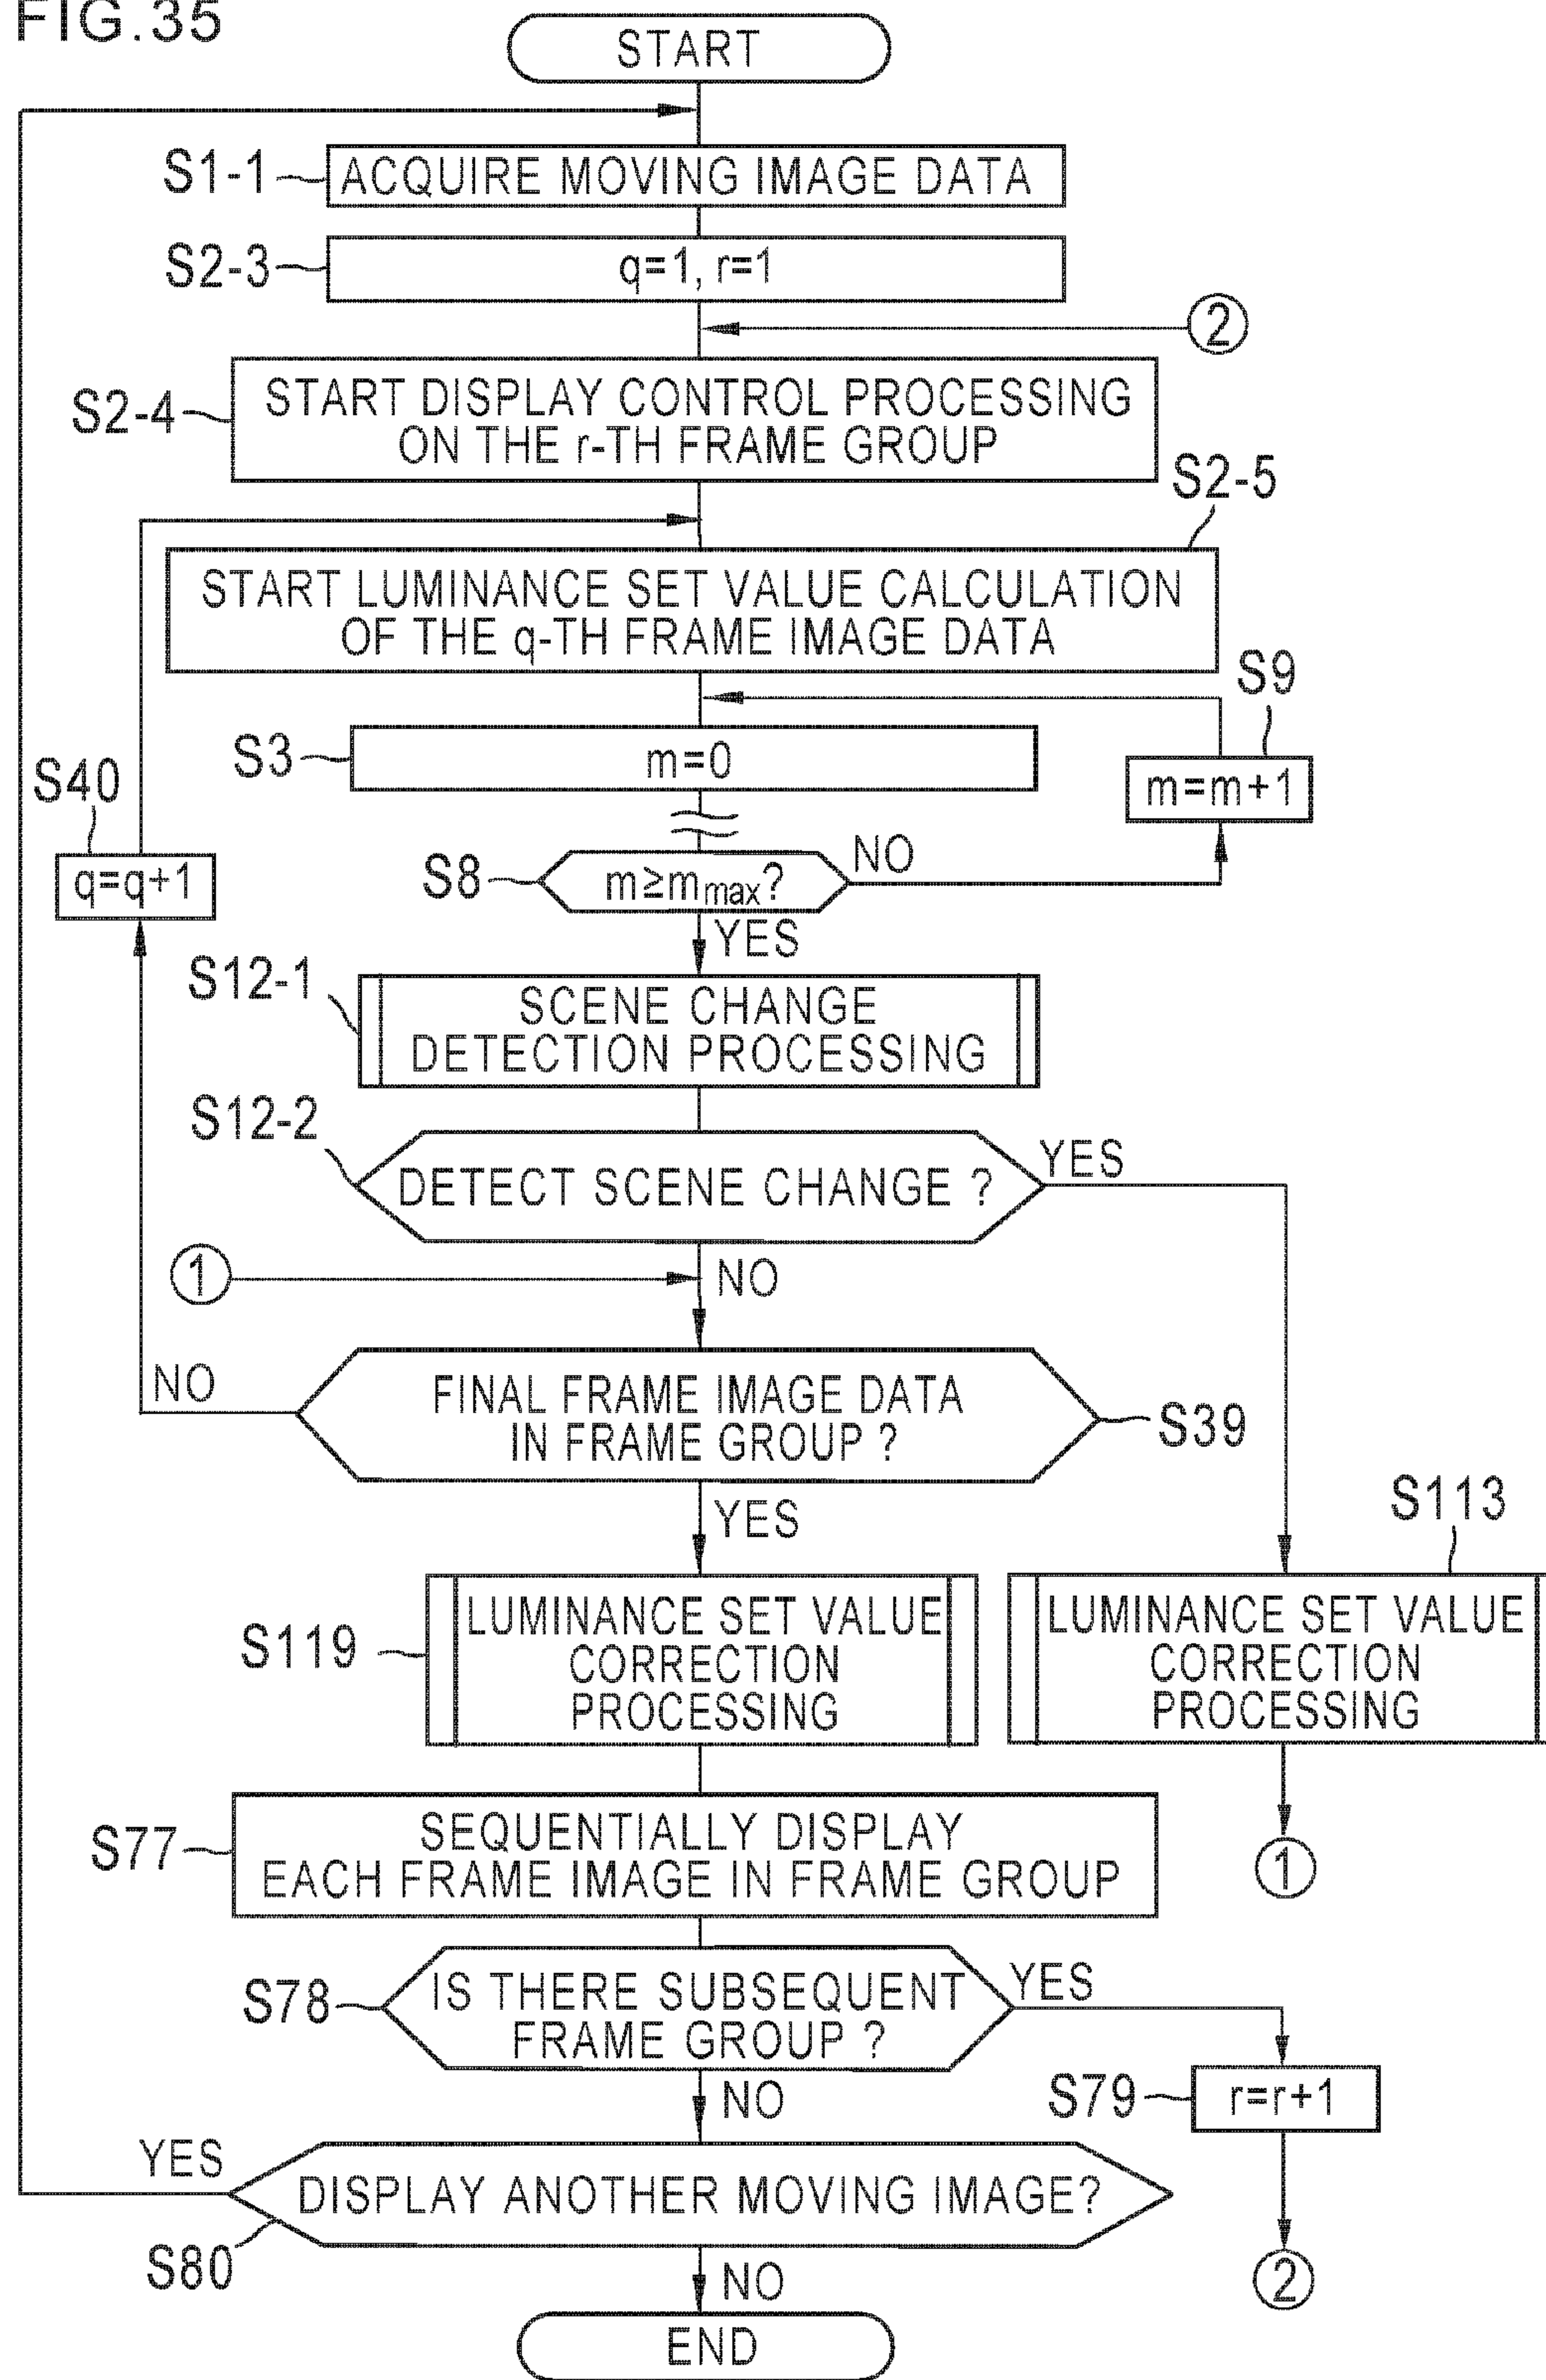 FIG.35
START
S1-1
ACQUIRE MOVING IMAGE DATA
S2-3
q=1, r=1
2
S2-4
START DISPLAY CONTROL PROCESSING
ON THE r-TH FRAME GROUP
S2-5
START LUMINANCE SET VALUE CALCULATION
OF THE q-TH FRAME IMAGE DATA
S9
S3
m=0
m=m+1
S40
q=q+1
S8
m≥mmax?
NO
YES
S12-1
SCENE CHANGE
DETECTION PROCESSING
S12-2
DETECT SCENE CHANGE ?
YES
1
NO
NO
FINAL FRAME IMAGE DATA
IN FRAME GROUP ?
S39
YES
S113
S119
LUMINANCE SET VALUE
CORRECTION
PROCESSING
LUMINANCE SET VALUE
CORRECTION
PROCESSING
S77
SEQUENTIALLY DISPLAY
EACH FRAME IMAGE IN FRAME GROUP
1
S78
IS THERE SUBSEQUENT
FRAME GROUP ?
YES
NO
S79
r=r+1
YES
DISPLAY ANOTHER MOVING IMAGE?
S80
NO
2
END